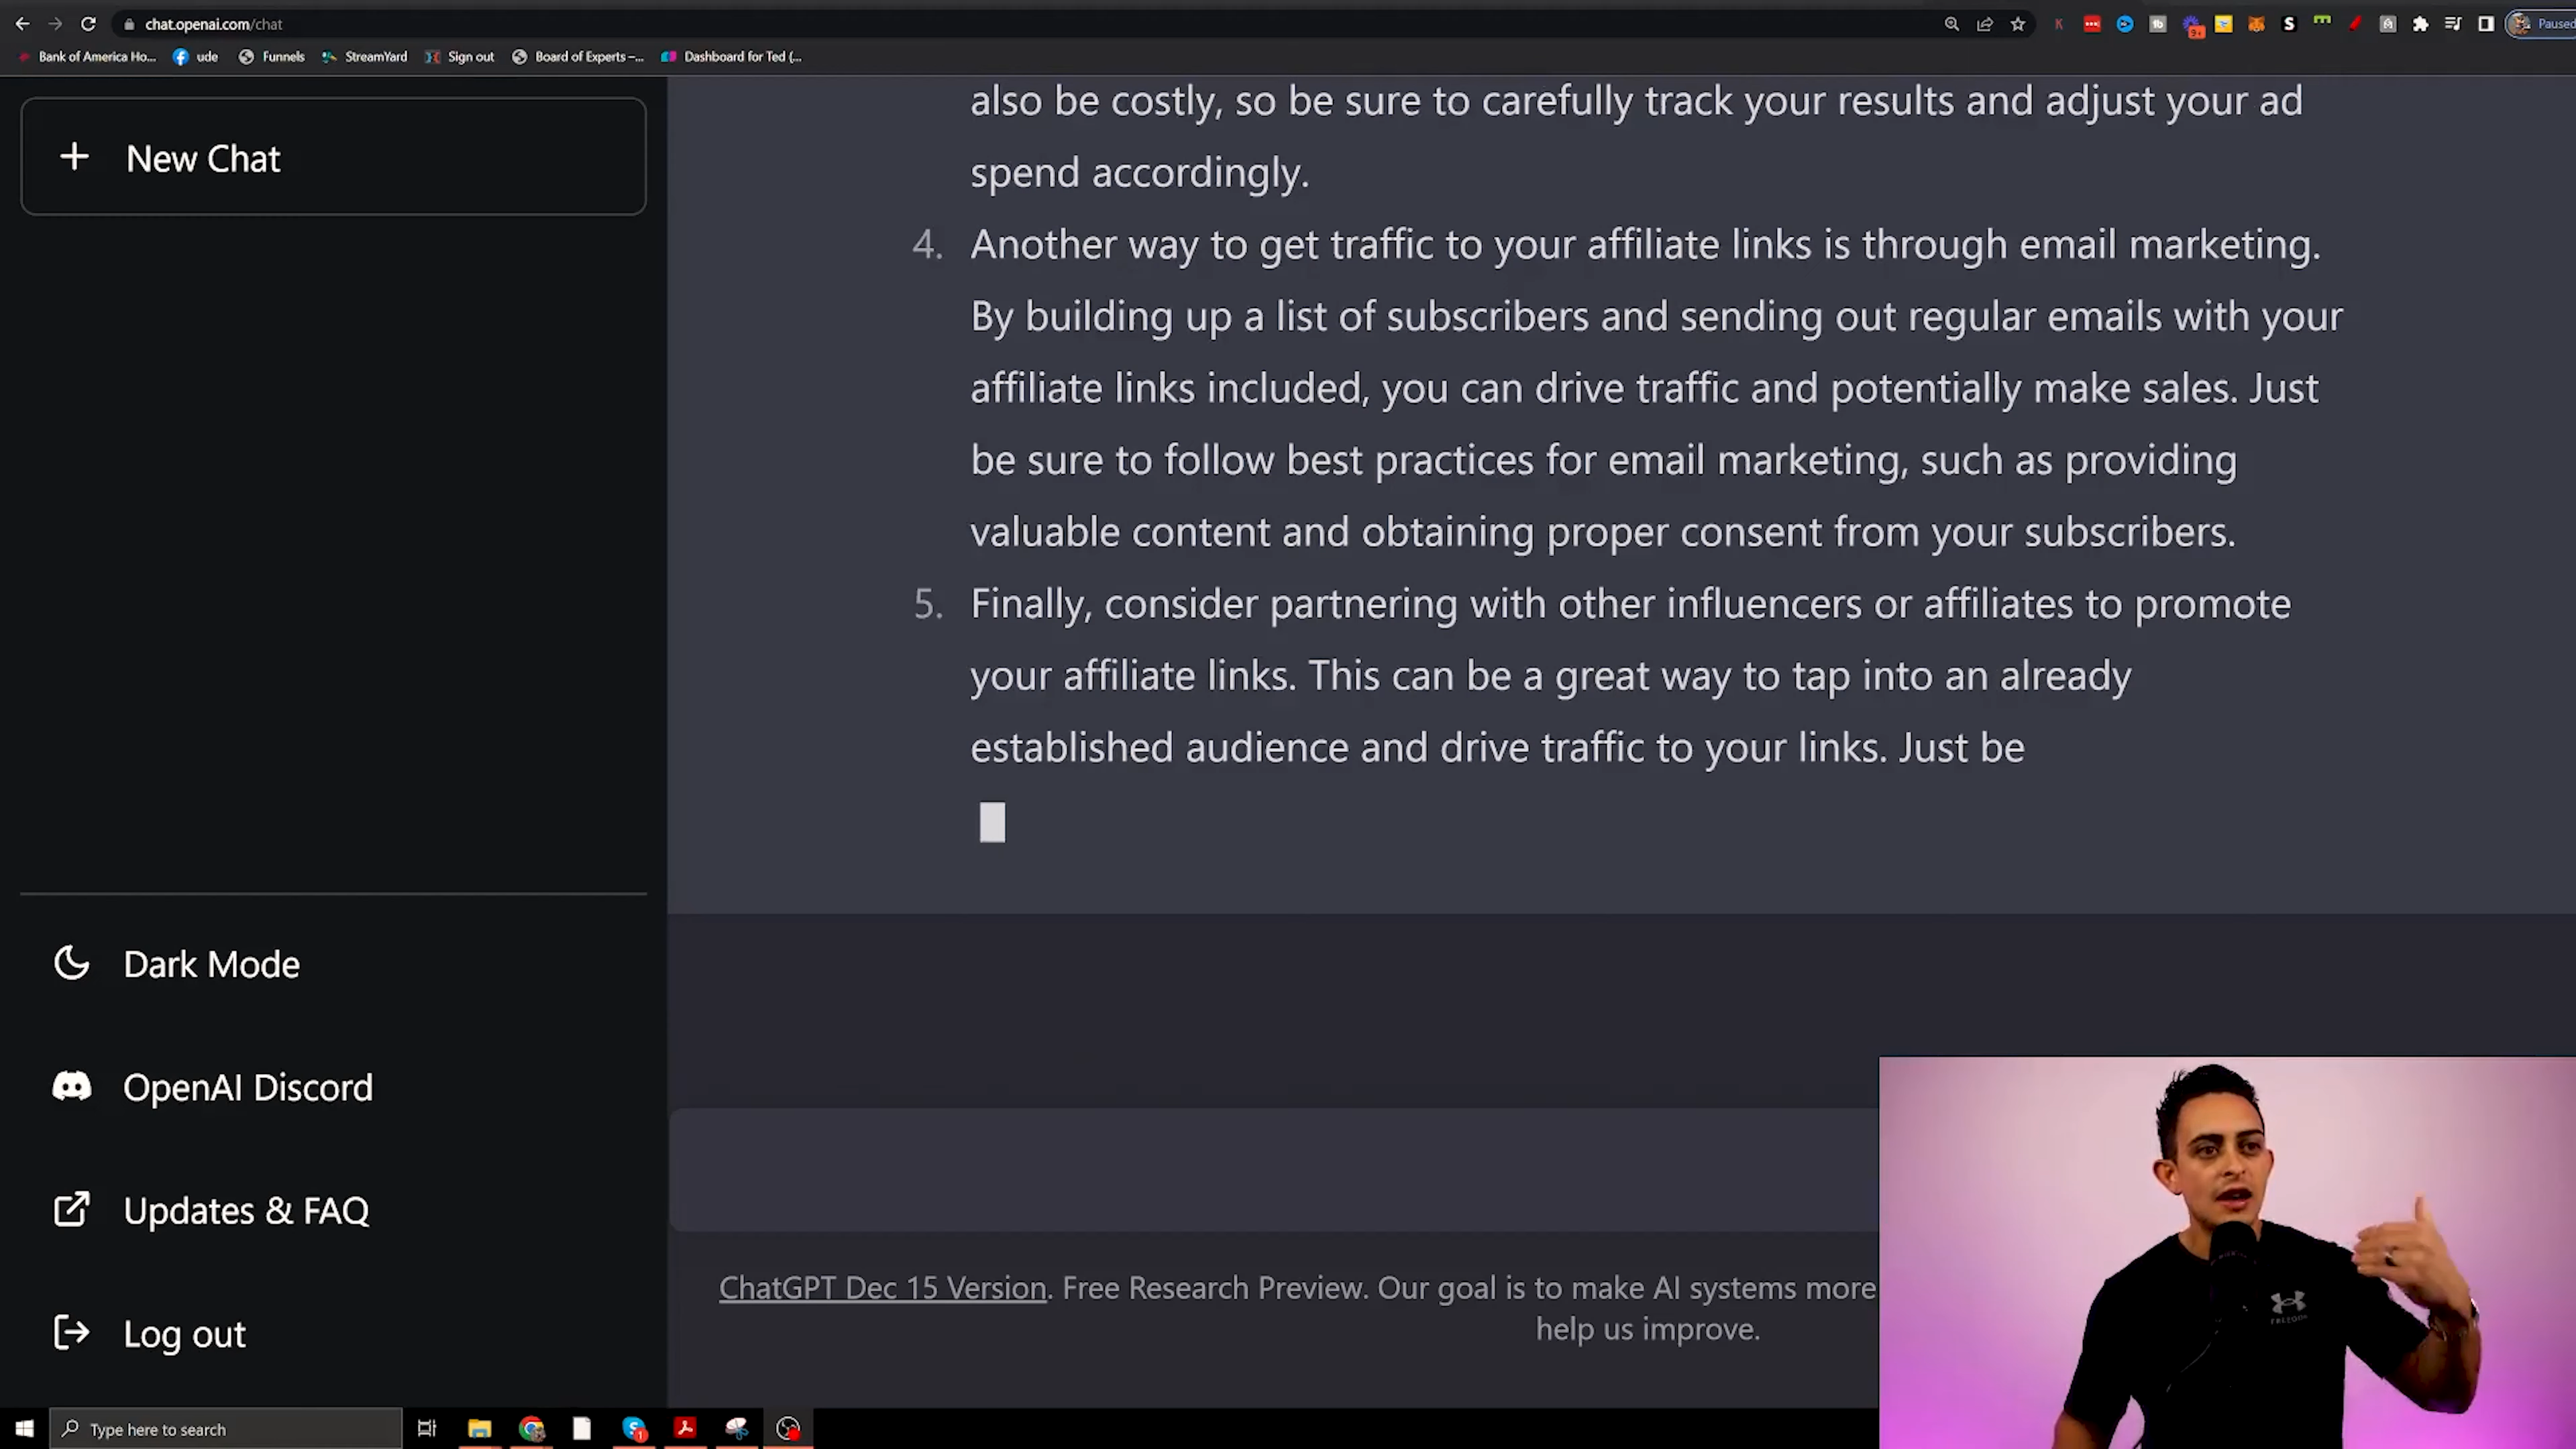 chat.openai.com/chat
Paused
Bank of America Ho...
ude
Funnels
StreamYard
Sign out
Board of Experts –...
Dashboard for Ted (...
New Chat
also be costly, so be sure to carefully track your results and adjust your ad
spend accordingly.
4. Another way to get traffic to your affiliate links is through email marketing.
By building up a list of subscribers and sending out regular emails with your
affiliate links included, you can drive traffic and potentially make sales. Just
be sure to follow best practices for email marketing, such as providing
valuable content and obtaining proper consent from your subscribers.
5. Finally, consider partnering with other influencers or affiliates to promote
your affiliate links. This can be a great way to tap into an already
established audience and drive traffic to your links. Just be
Dark Mode
OpenAI Discord
Updates & FAQ
Log out
ChatGPT Dec 15 Version. Free Research Preview. Our goal is to make AI systems more
help us improve.
FREEDOM
Type here to search